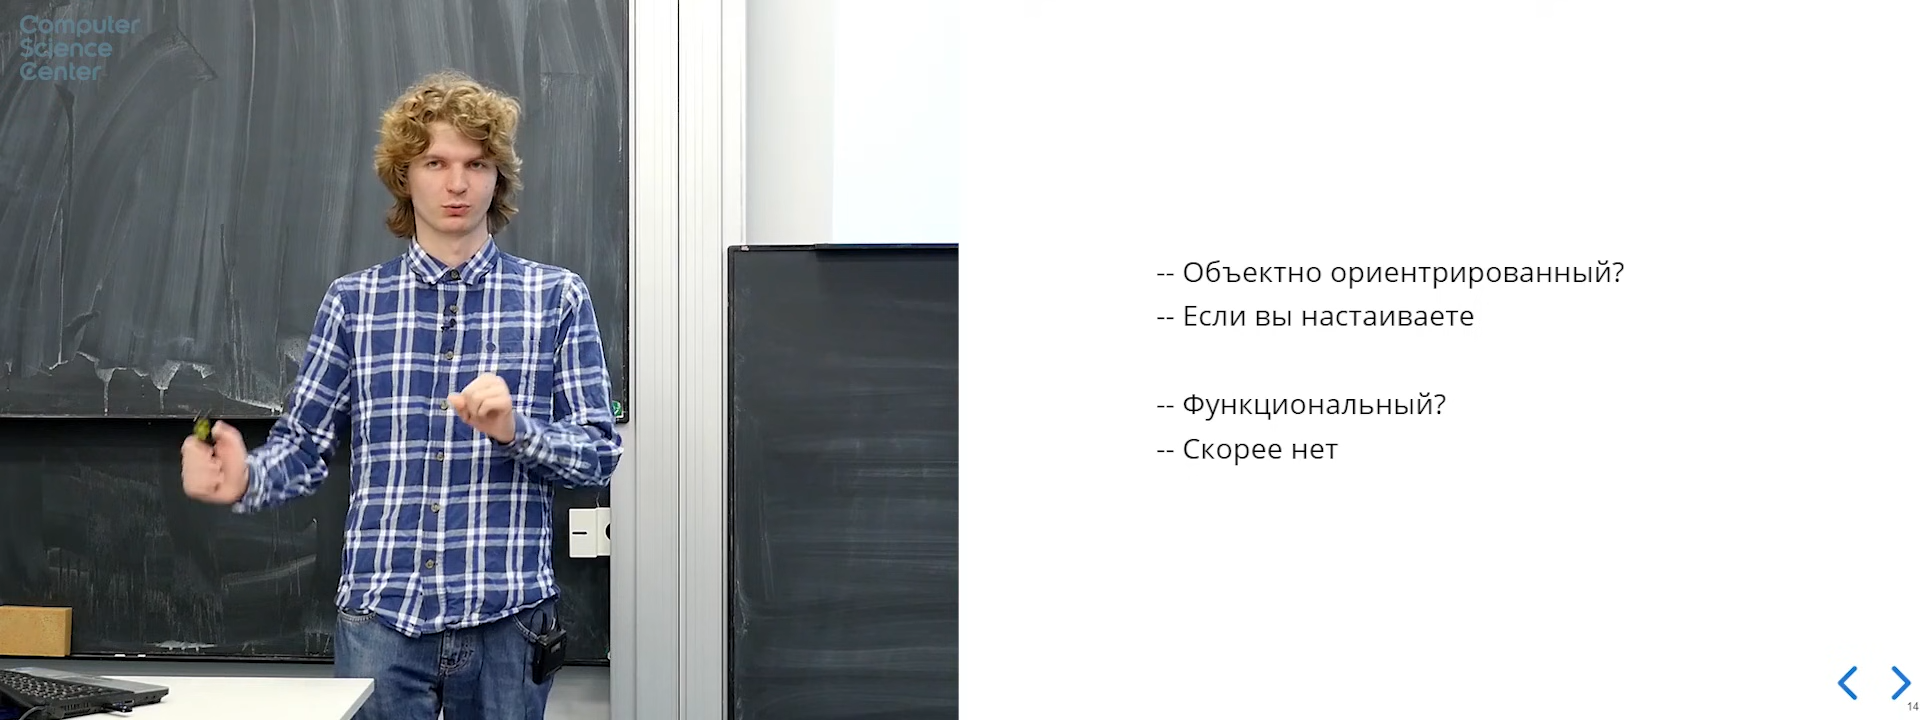 Computer
Science
Center
-- Объектно ориентрированный?
-- Если вы настаиваете
-- Функциональный?
-- Скорее нет
14